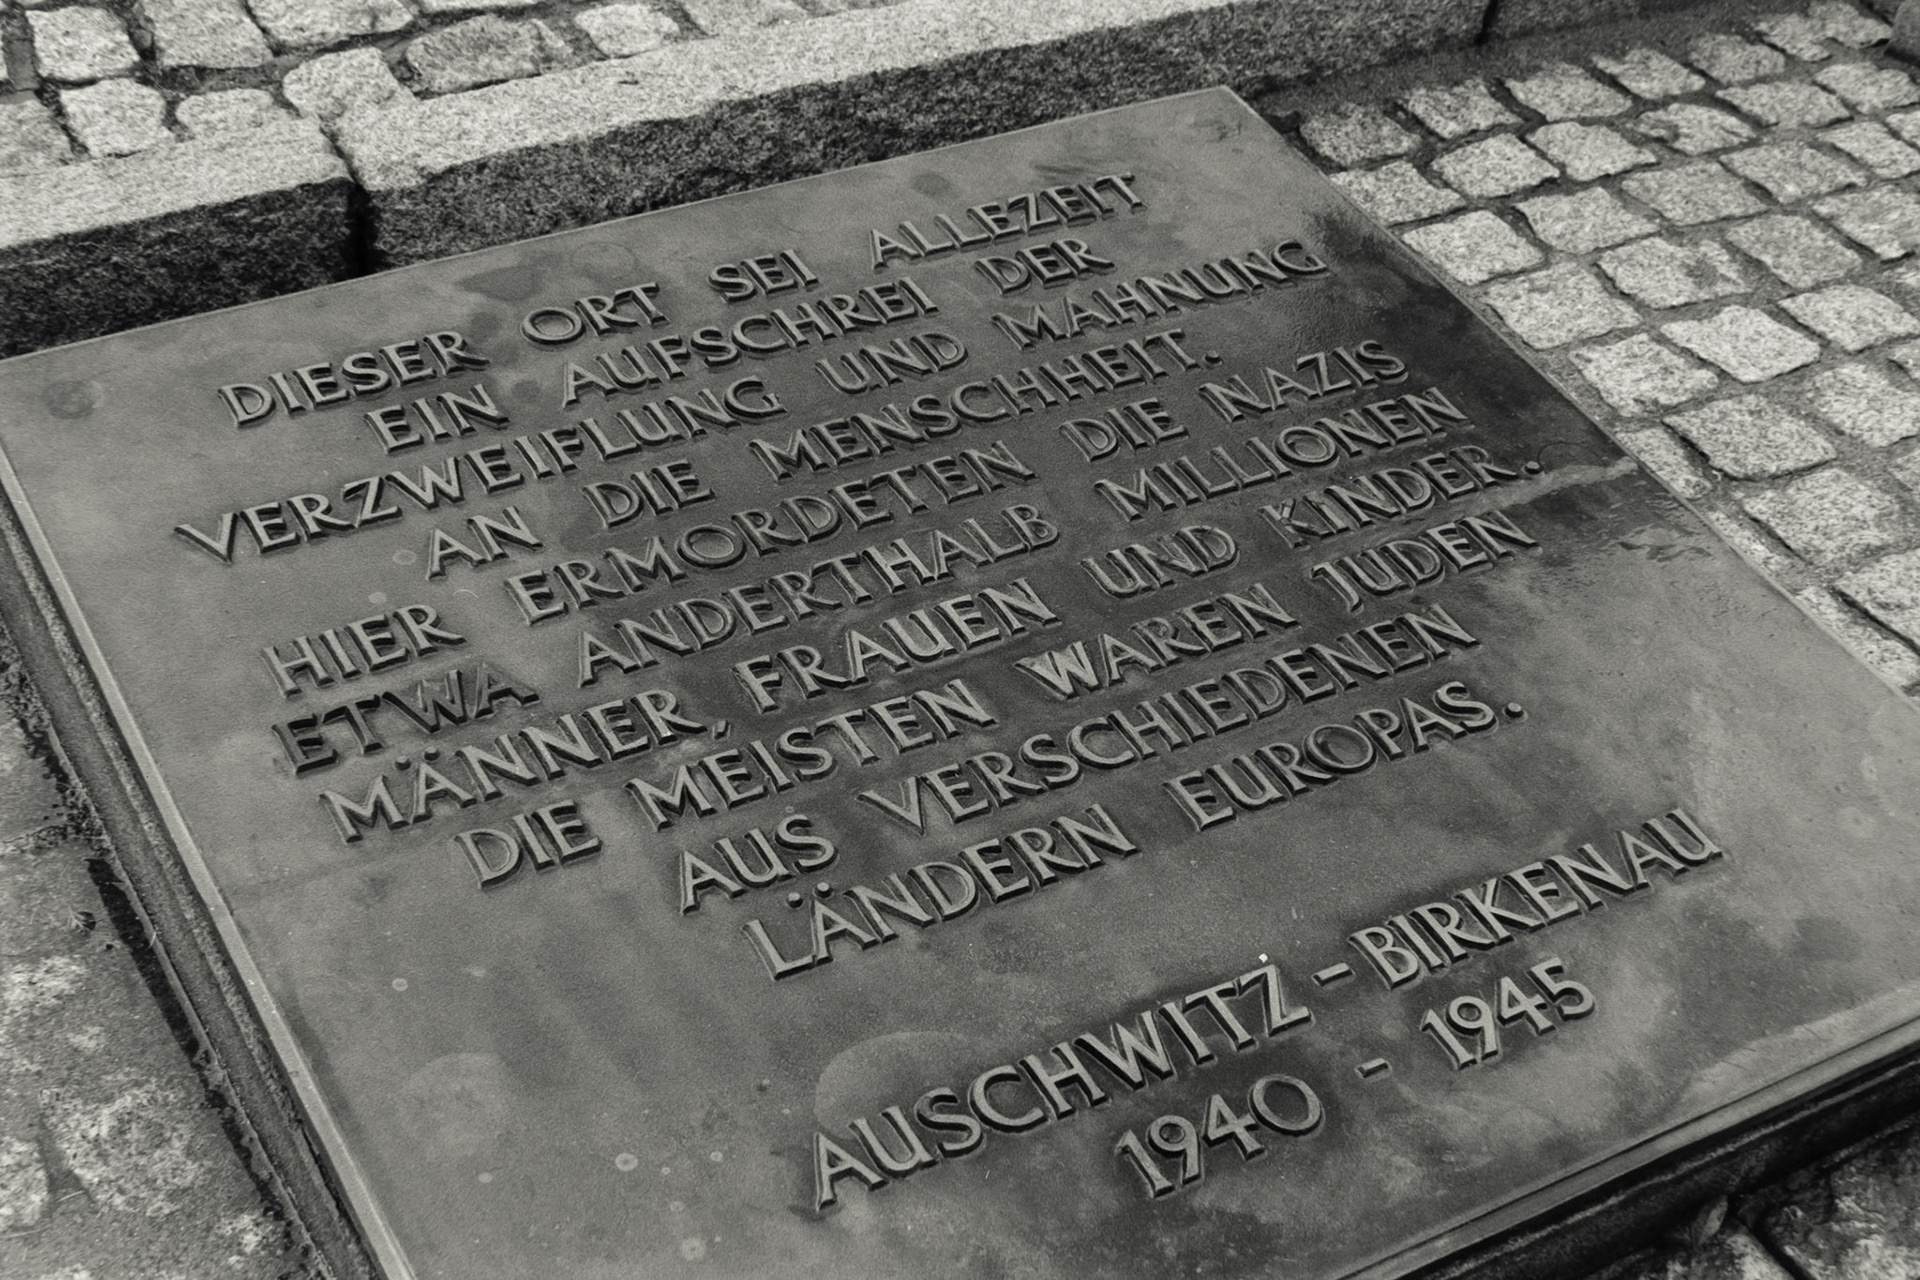 DIESER ORT SEI ALLEZEIT
EIN AUFSCHREI DER
VERZWEIFLUNG UND MAHNUNG
AN DIE MENSCHHEIT.
HIER ERMORDETEN DIE NAZIS
ETWA ANDERTHALB MILLIONEN
MÄNNER, FRAUEN UND KINDER.
DIE MEISTEN WAREN JUDEN
AUS VERSCHIEDENEN
LÄNDERN EUROPAS.
AUSCHWITZ - BIRKENAU
1940 - 1945